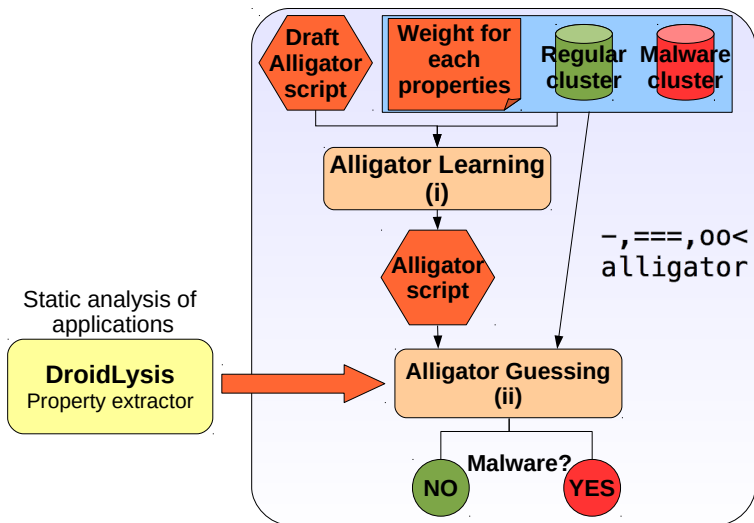 Draft
Alligator
script
Weight for
each
properties
Regular
cluster
Malware
cluster
Alligator Learning
(i)
-,===,oo<
alligator
Alligator
script
Static analysis of
applications
DroidLysis
Property extractor
Alligator Guessing
(ii)
Malware?
NO
YES